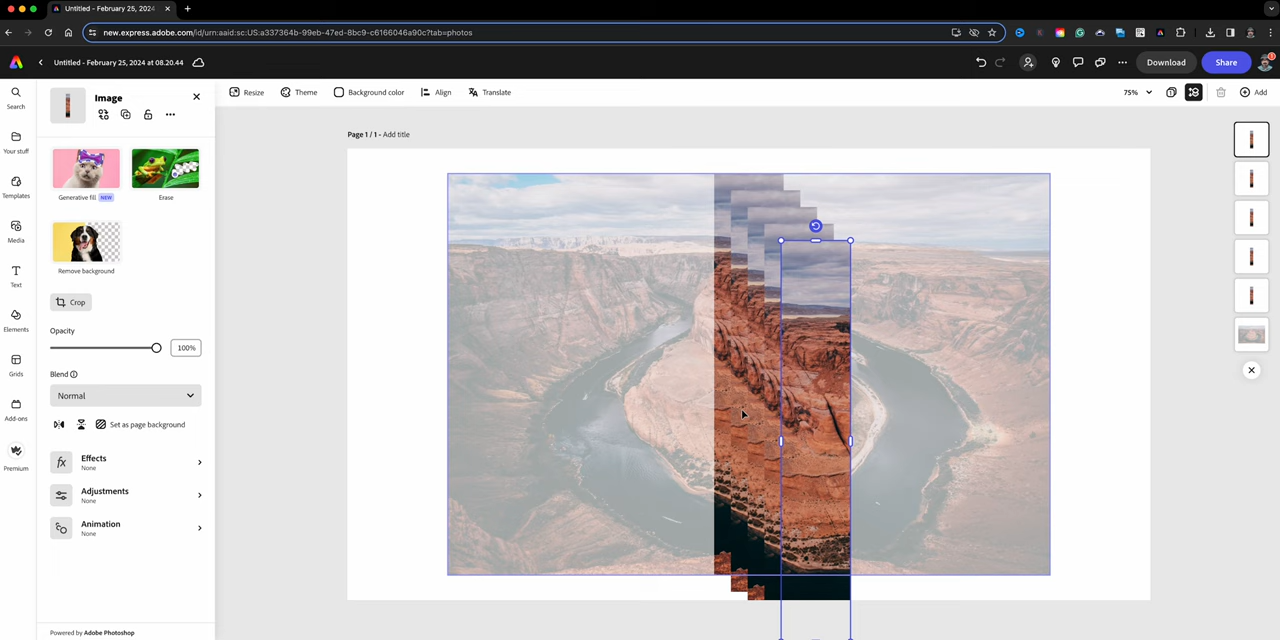 Untitled - February 25, 2024
new.express.adobe.com/id/urn:aaid:sc:US:a337364b-99eb-47ed-8bc9-c6166046a90c?tab=photos
Untitled - February 25, 2024 at 08.20.44
Download
Share
Search
Your stuff
Templates
Media
Text
Elements
Grids
Add-ons
Premium
Image
Generative fill NEW
Erase
Remove background
Crop
Opacity
100%
Blend
Normal
Set as page background
fx
Effects
None
Adjustments
None
Animation
None
Powered by Adobe Photoshop
Resize
Theme
Background color
Align
Translate
75%
Add
Page 1 / 1 - Add title